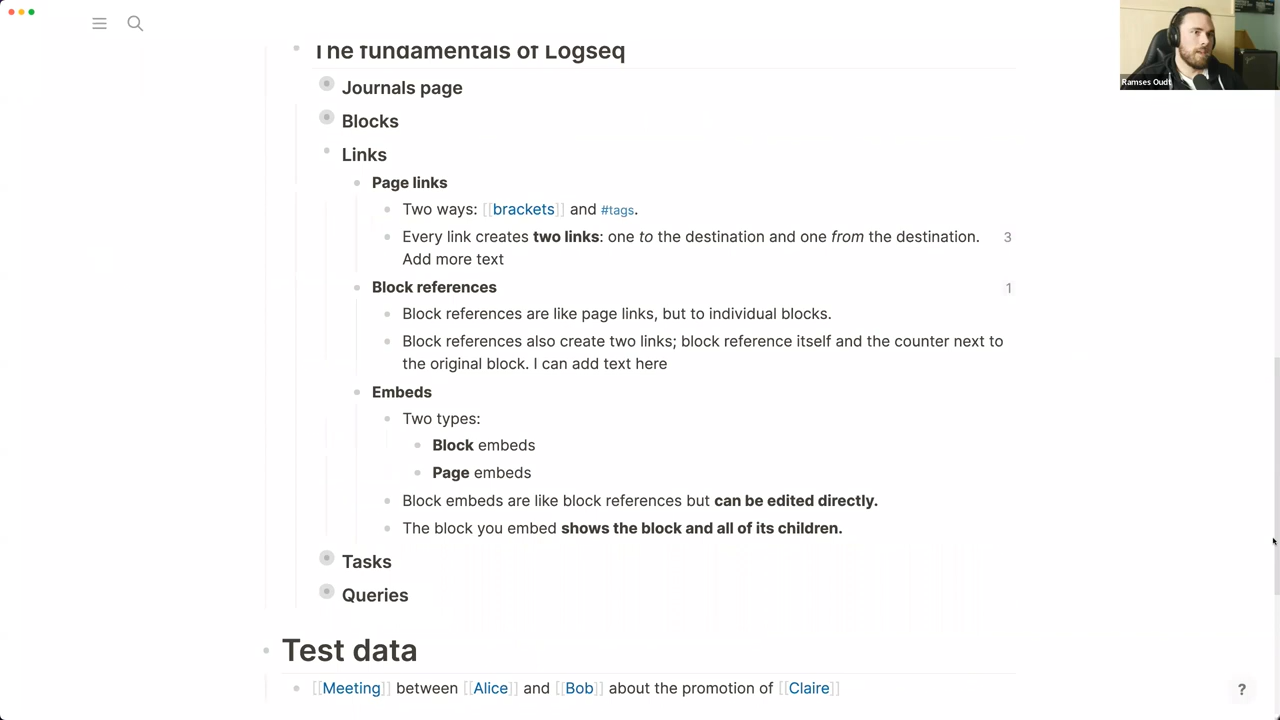 The fundamentals of Logseq
Ramses Oudt
Journals page
Blocks
Links
Page links
Two ways: [[brackets]] and #tags.
Every link creates two links: one to the destination and one from the destination. 3
Add more text
Block references 1
Block references are like page links, but to individual blocks.
Block references also create two links; block reference itself and the counter next to
the original block. I can add text here
Embeds
Two types:
Block embeds
Page embeds
Block embeds are like block references but can be edited directly.
The block you embed shows the block and all of its children.
Tasks
Queries
Test data
[[Meeting]] between [[Alice]] and [[Bob]] about the promotion of [[Claire]]
?